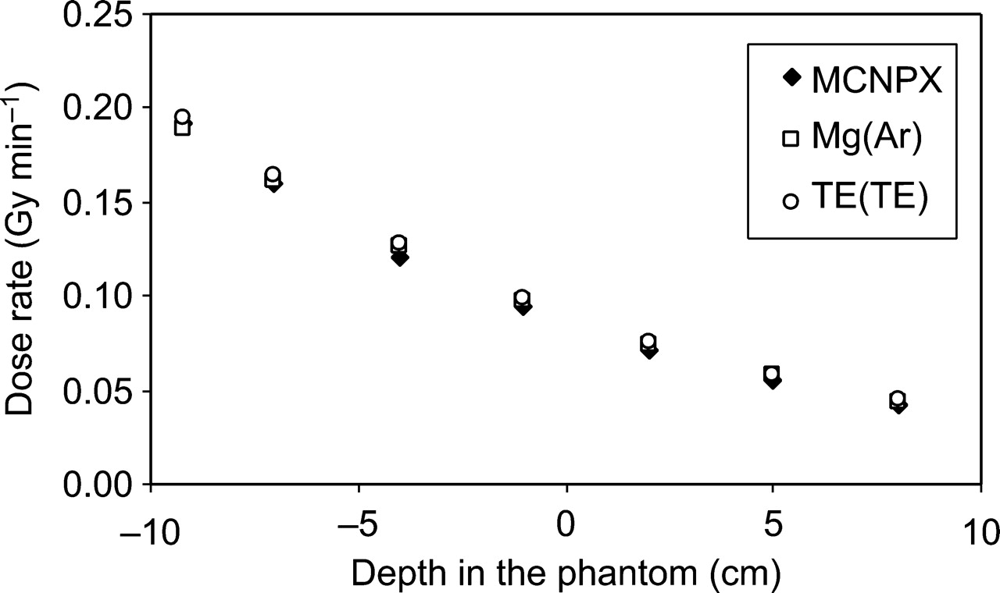 0.25
0.20
0.15
0.10
0.05
0.00
Dose rate (Gy min–1)
MCNPX
Mg(Ar)
TE(TE)
–10
–5
0
5
10
Depth in the phantom (cm)